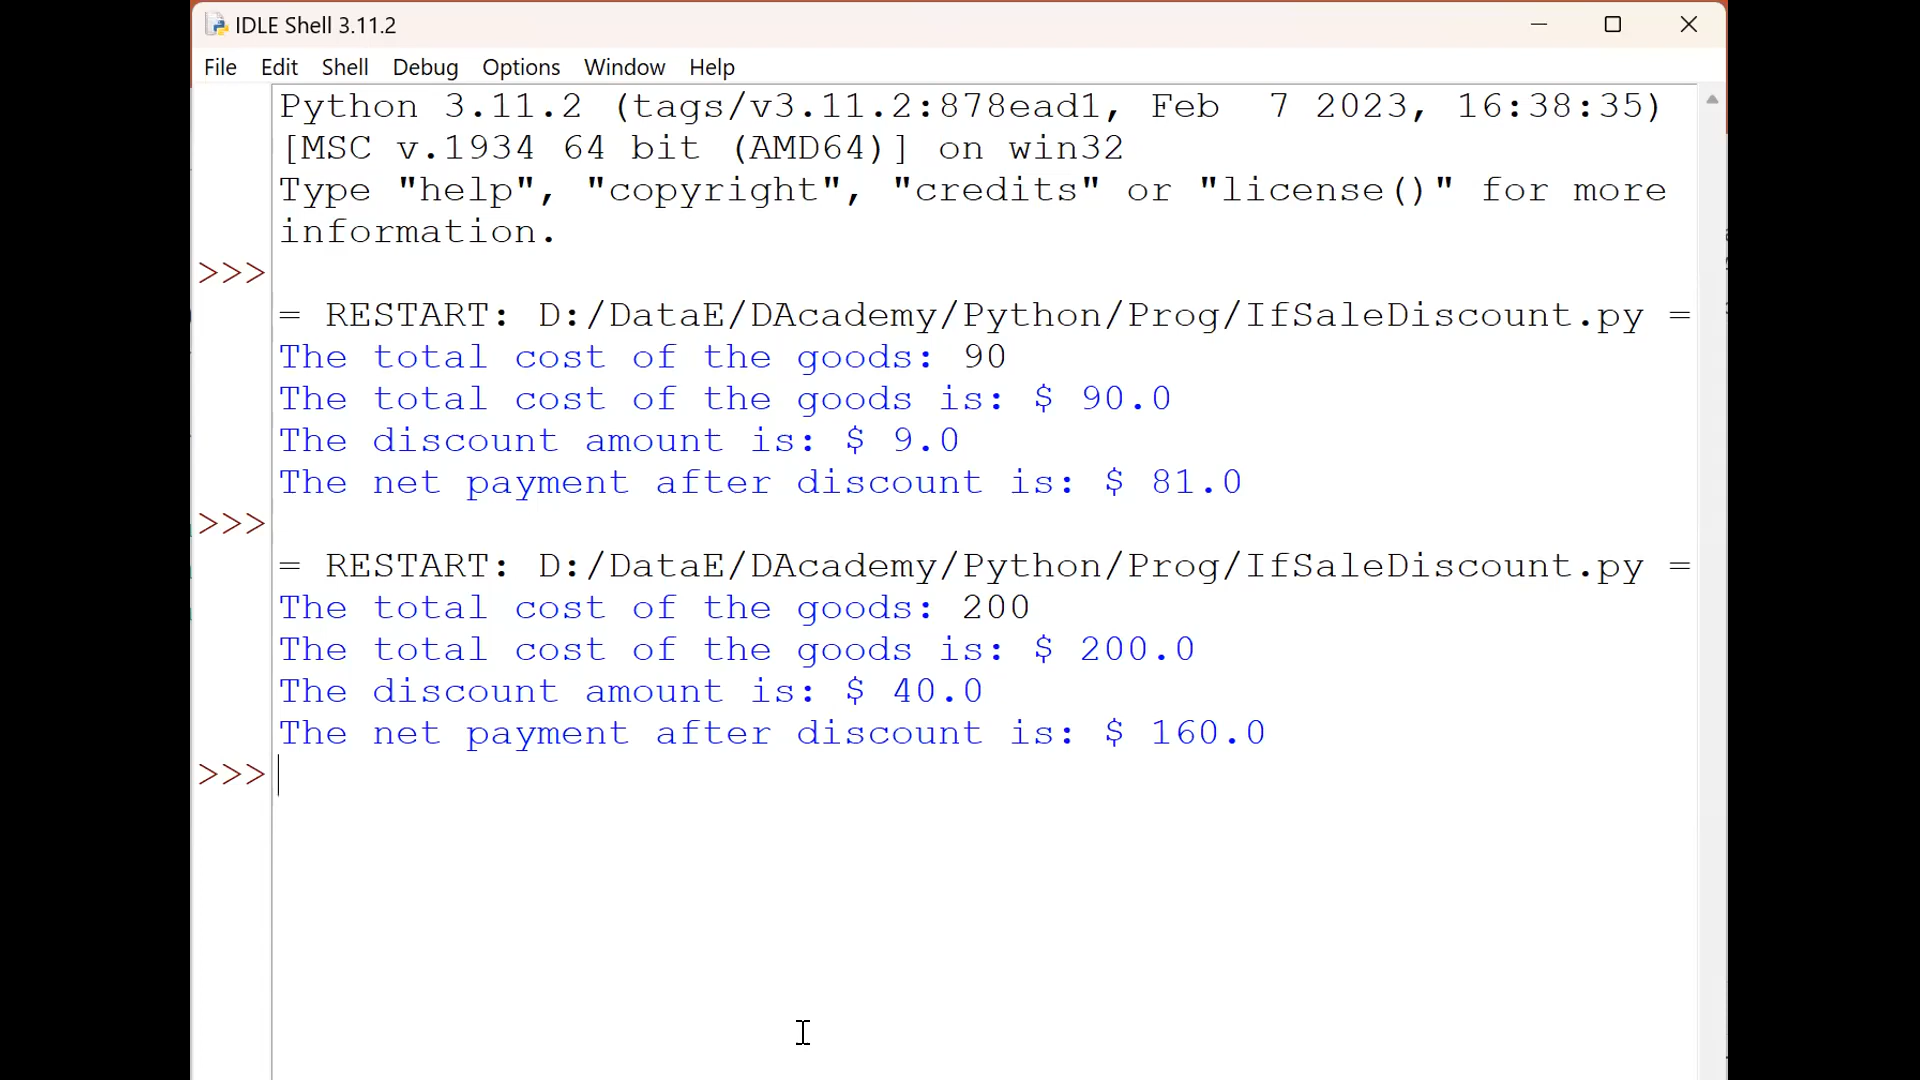 IDLE Shell 3.11.2
File Edit Shell Debug Options Window Help
Python 3.11.2 (tags/v3.11.2:878ead1, Feb  7 2023, 16:38:35)
[MSC v.1934 64 bit (AMD64)] on win32
Type "help", "copyright", "credits" or "license()" for more
information.
>>>
= RESTART: D:/DataE/DAcademy/Python/Prog/IfSaleDiscount.py =
The total cost of the goods: 90
The total cost of the goods is: $ 90.0
The discount amount is: $ 9.0
The net payment after discount is: $ 81.0
>>>
= RESTART: D:/DataE/DAcademy/Python/Prog/IfSaleDiscount.py =
The total cost of the goods: 200
The total cost of the goods is: $ 200.0
The discount amount is: $ 40.0
The net payment after discount is: $ 160.0
>>>